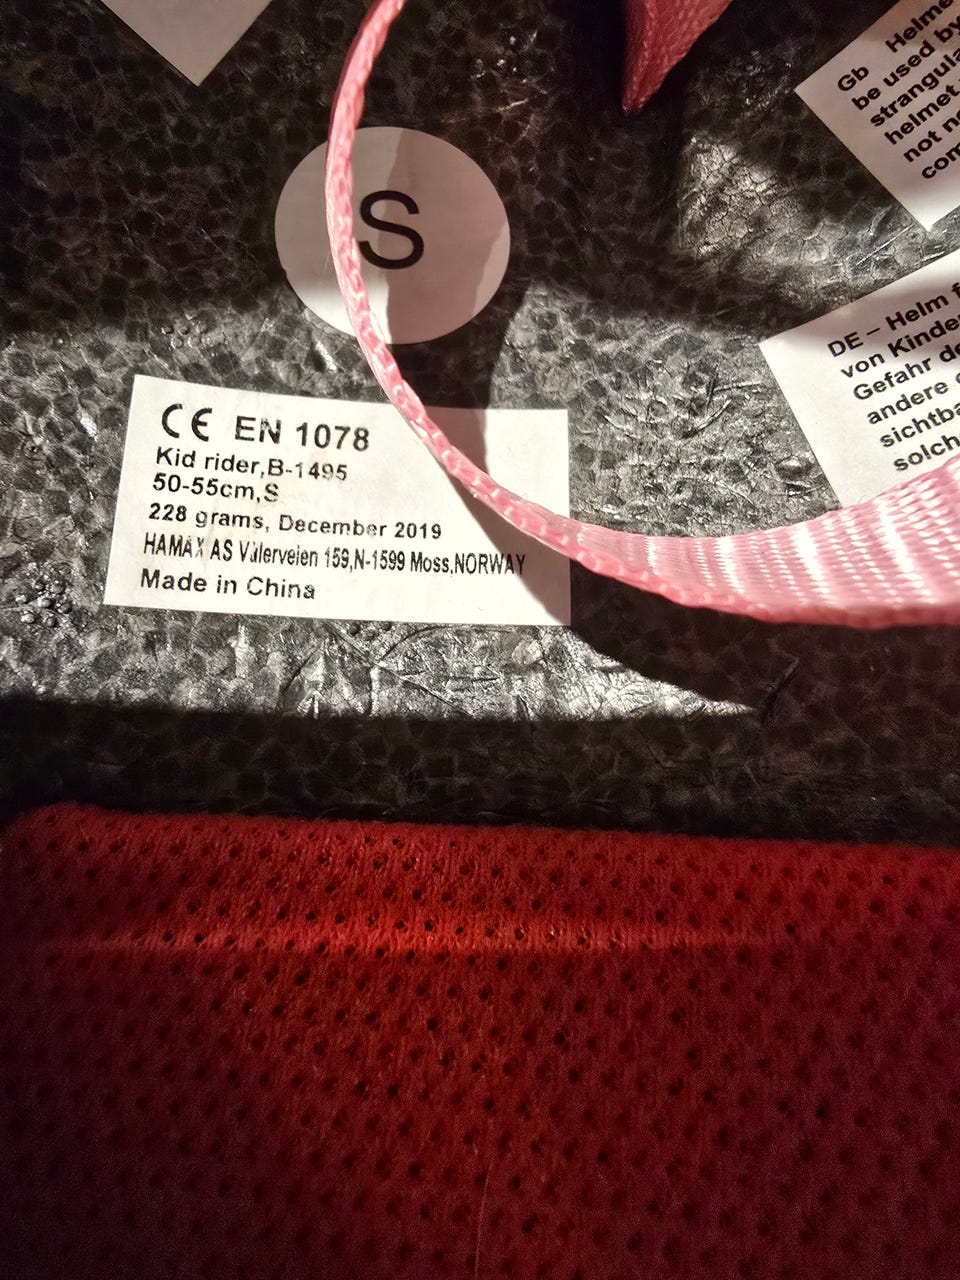 S
CE EN 1078
Kid rider,B-1495
50-55cm,S
228 grams, December 2019
HAMAX AS Vålerveien 159,N-1599 Moss,NORWAY
Made in China
Gb Helme
be used by
strangula
helmet
not
com
DE – Helm f
von Kinde
Gefahr de
andere
sichtba
solch